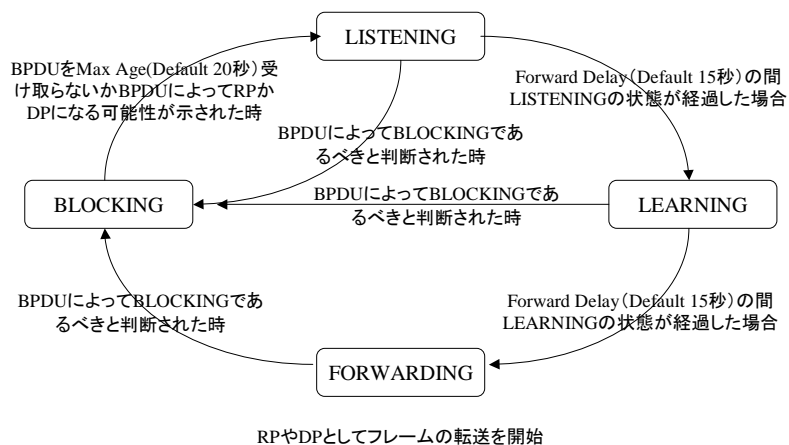 LISTENING
BPDUをMax Age(Default 20秒)受
け取らないかBPDUによってRPか
DPになる可能性が示された時
Forward Delay(Default 15秒)の間
LISTENINGの状態が経過した場合
BPDUによってBLOCKINGであ
るべきと判断された時
BLOCKING
BPDUによってBLOCKINGであ
るべきと判断された時
LEARNING
BPDUによってBLOCKINGであ
るべきと判断された時
Forward Delay(Default 15秒)の間
LEARNINGの状態が経過した場合
FORWARDING
RPやDPとしてフレームの転送を開始